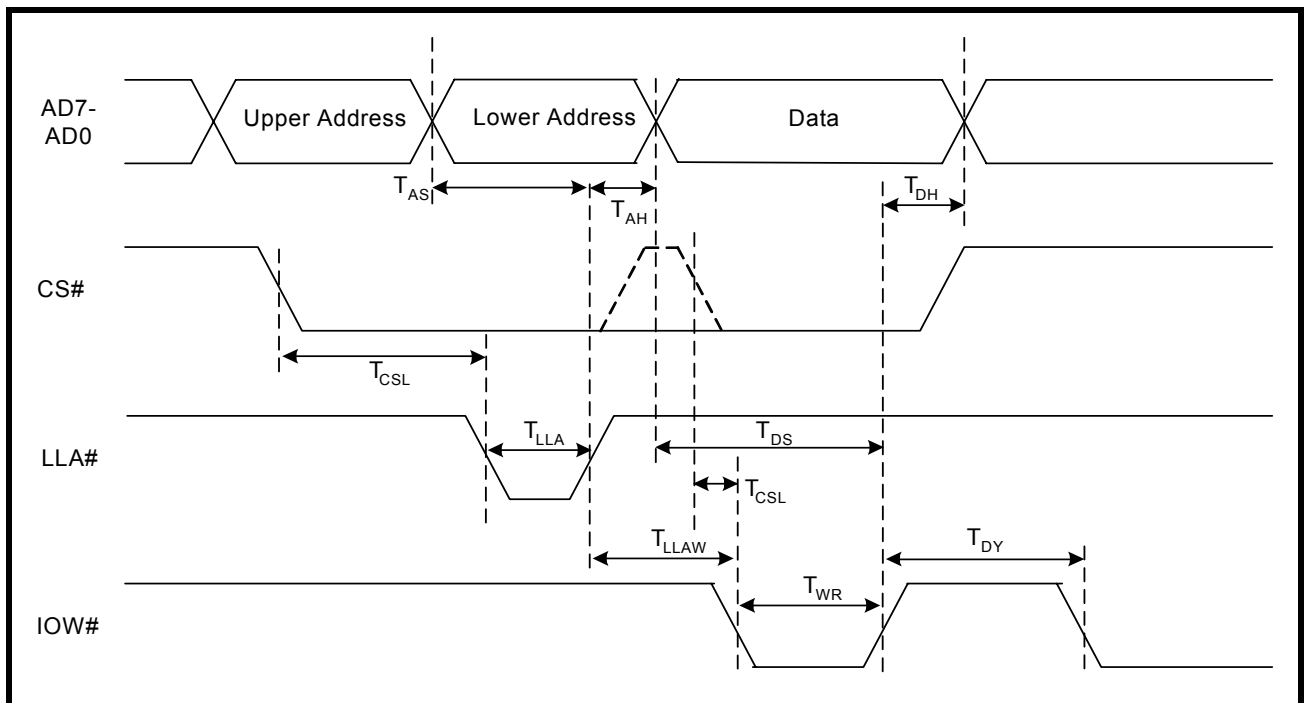 AD7-
AD0
Upper Address
Lower Address
Data
TAS
TAH
TDH
CS#
TCSL
LLA#
TLLA
TDS
TCSL
TLLAW
TDY
TWR
IOW#